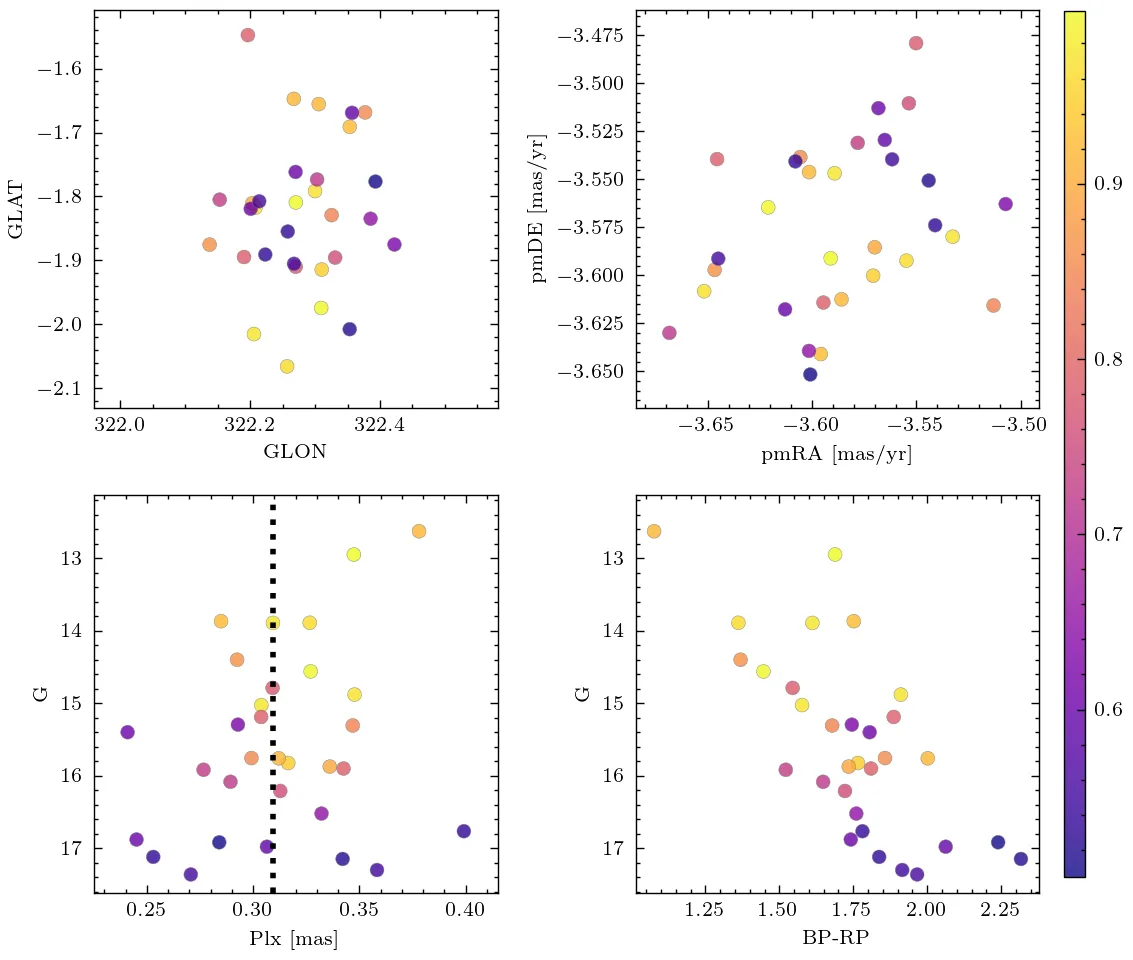 −1.6
−1.7
−1.8
−1.9
−2.0
−2.1
GLAT
322.0 322.2 322.4
GLON
−3.475
−3.500
−3.525
−3.550
−3.575
−3.600
−3.625
−3.650
pmDE [mas/yr]
−3.65 −3.60 −3.55 −3.50
pmRA [mas/yr]
0.9
0.8
0.7
0.6
13
14
15
16
17
G
0.25 0.30 0.35 0.40
Plx [mas]
13
14
15
16
17
G
1.25 1.50 1.75 2.00 2.25
BP-RP